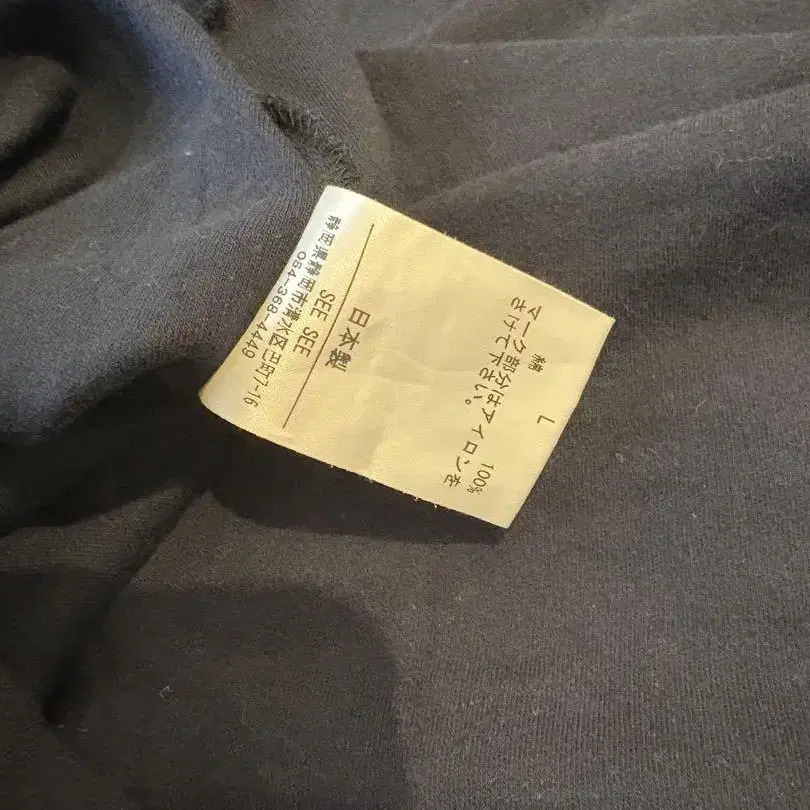 L
綿 100%
マーク部分はアイロンを
さけて下さい。
日本製
SEE SEE
静岡県静岡市清水区巴町7-16
054-368-4449